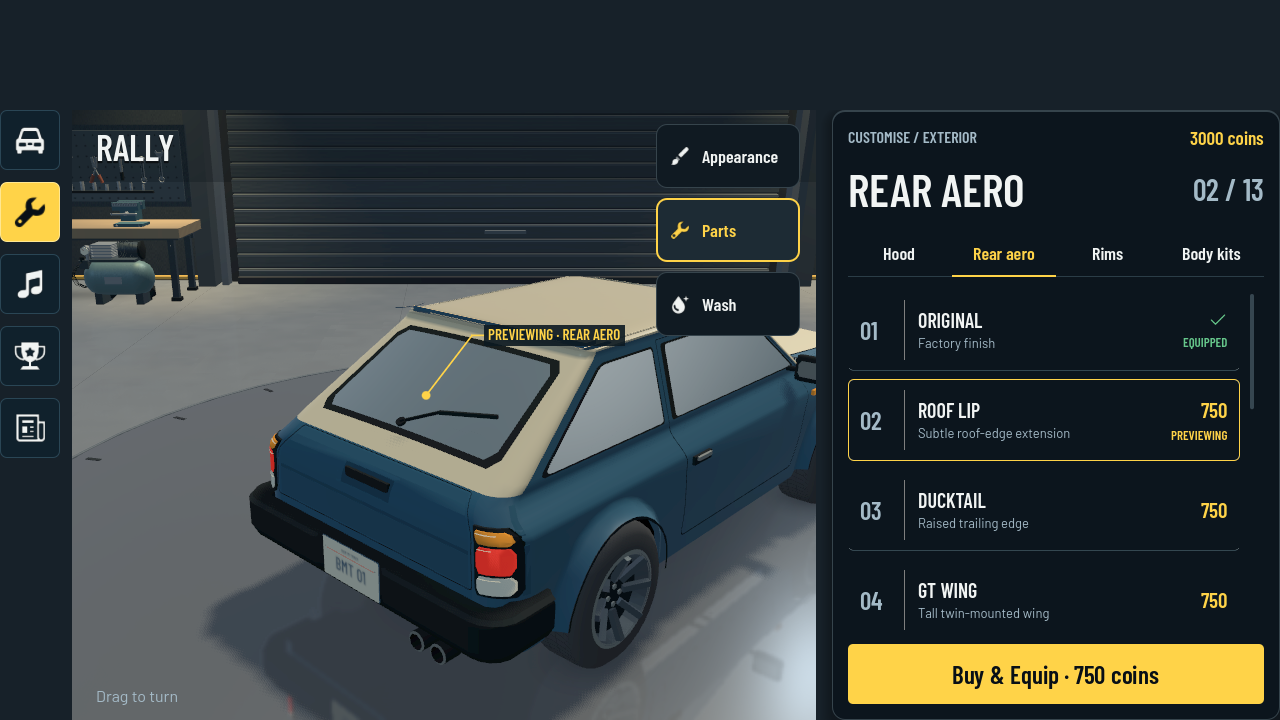 RALLY
Appearance
Parts
Wash
PREVIEWING · REAR AERO
BMT 01
Drag to turn
CUSTOMISE / EXTERIOR
3000 coins
REAR AERO
02 / 13
Hood
Rear aero
Rims
Body kits
01
ORIGINAL
Factory finish
EQUIPPED
02
ROOF LIP
Subtle roof-edge extension
750
PREVIEWING
03
DUCKTAIL
Raised trailing edge
750
04
GT WING
Tall twin-mounted wing
750
Buy & Equip · 750 coins